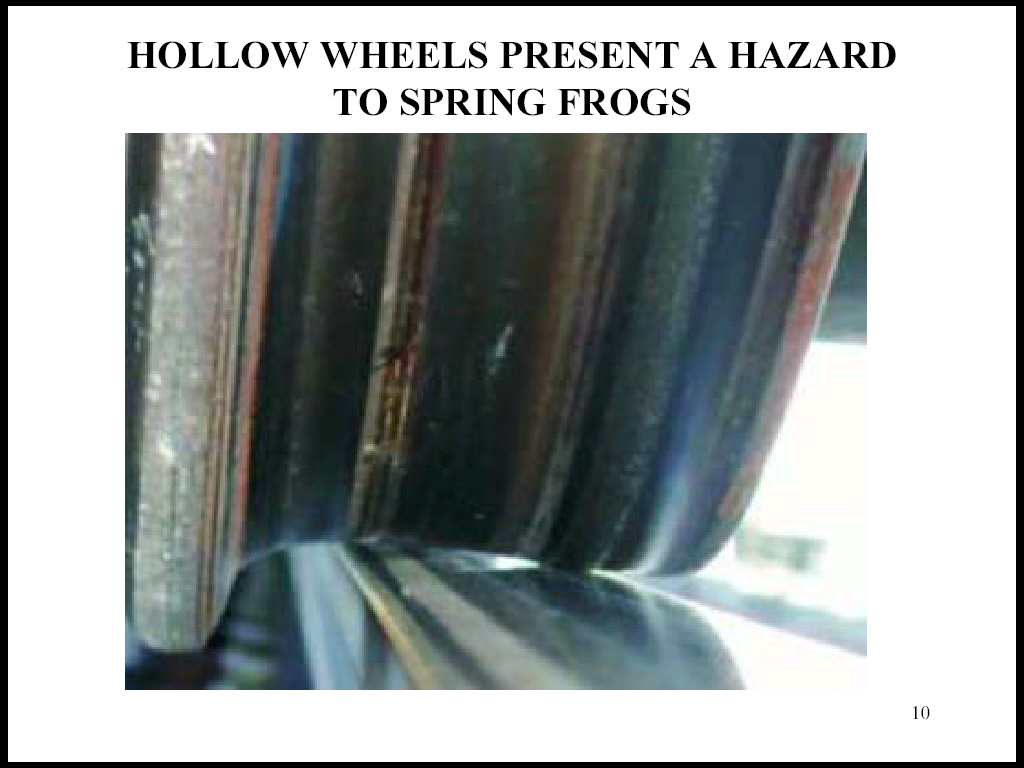 HOLLOW WHEELS PRESENT A HAZARD
TO SPRING FROGS
10